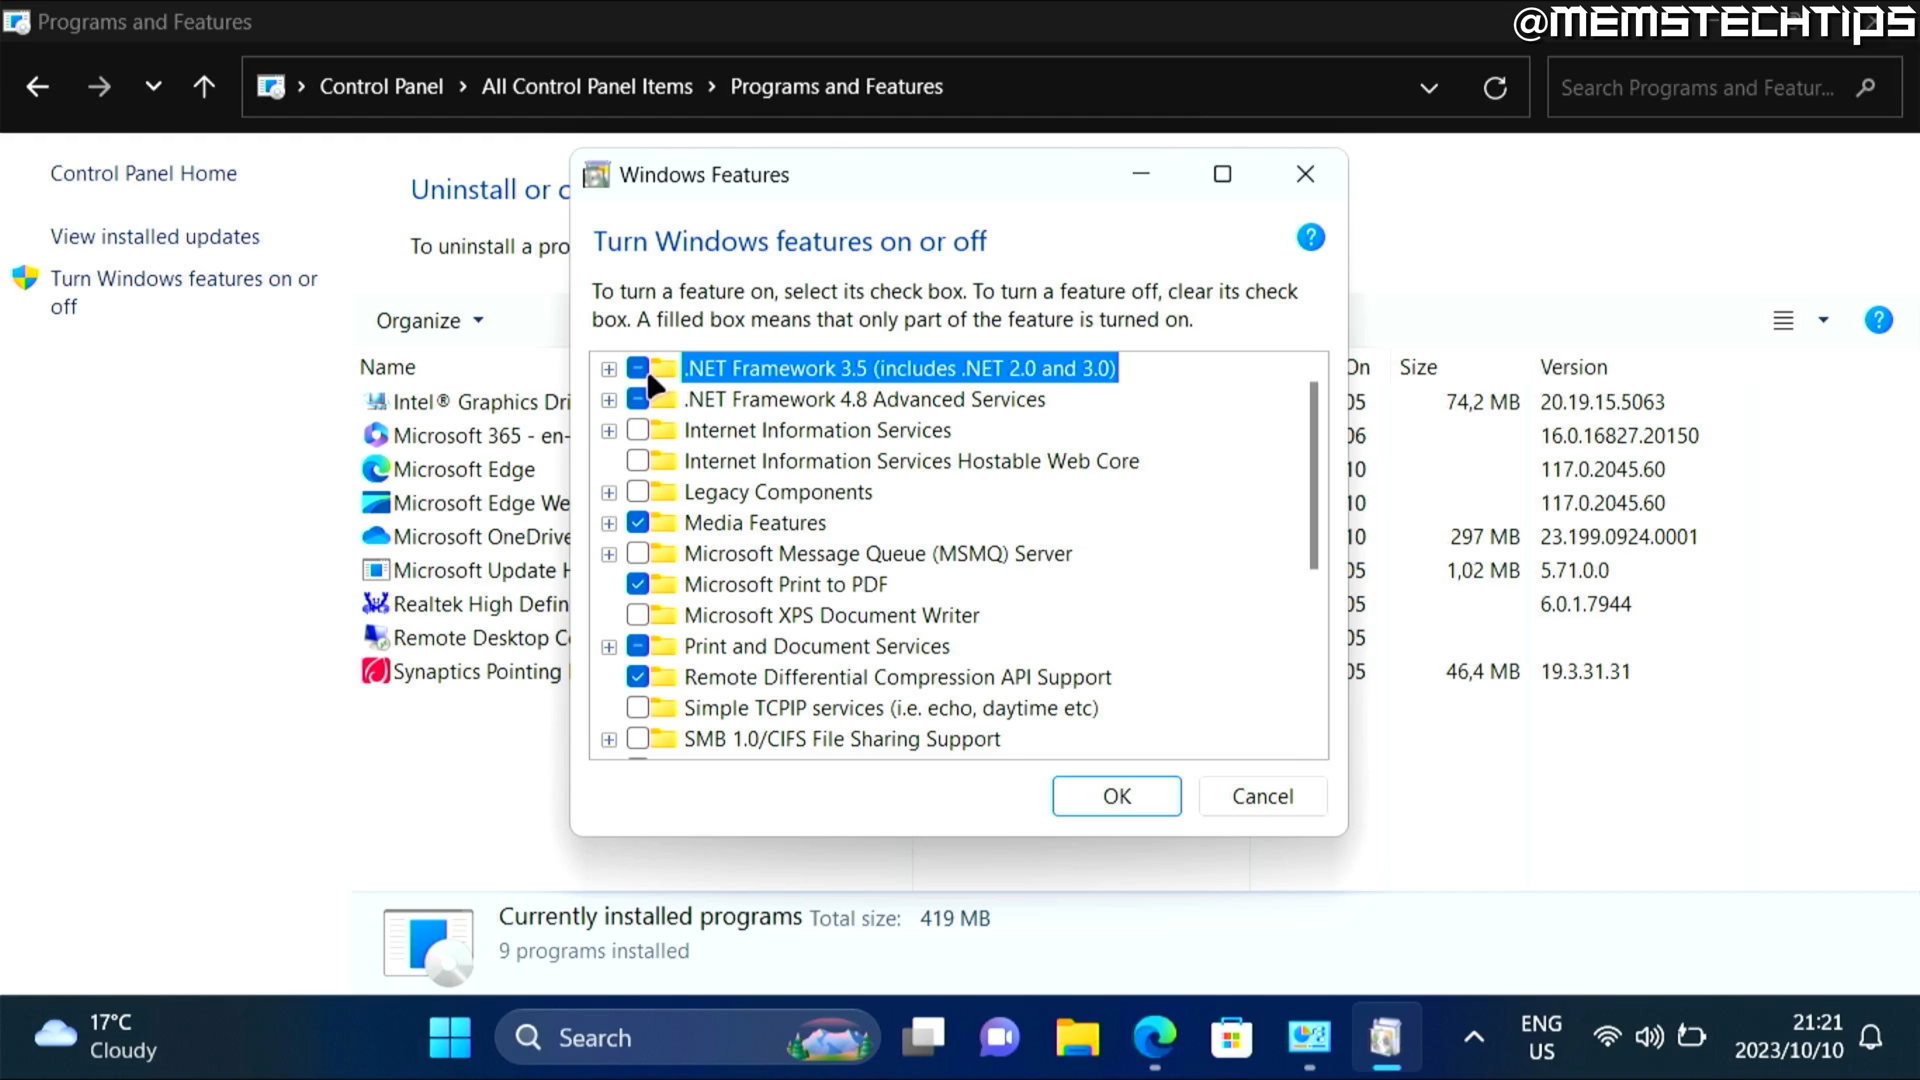 Programs and Features
@MEMSTECHTIPS
Control Panel > All Control Panel Items > Programs and Features
Search Programs and Featur...
Control Panel Home
View installed updates
Turn Windows features on or
off
Uninstall or c
To uninstall a pro
Organize
Name
On
Size
Version
Intel® Graphics Dri
05
74,2 MB
20.19.15.5063
Microsoft 365 - en-
06
16.0.16827.20150
Microsoft Edge
10
117.0.2045.60
Microsoft Edge We
10
117.0.2045.60
Microsoft OneDrive
10
297 MB
23.199.0924.0001
Microsoft Update H
05
1,02 MB
5.71.0.0
Realtek High Defin
05
6.0.1.7944
Remote Desktop C
05
Synaptics Pointing
05
46,4 MB
19.3.31.31
Windows Features
Turn Windows features on or off
To turn a feature on, select its check box. To turn a feature off, clear its check
box. A filled box means that only part of the feature is turned on.
.NET Framework 3.5 (includes .NET 2.0 and 3.0)
.NET Framework 4.8 Advanced Services
Internet Information Services
Internet Information Services Hostable Web Core
Legacy Components
Media Features
Microsoft Message Queue (MSMQ) Server
Microsoft Print to PDF
Microsoft XPS Document Writer
Print and Document Services
Remote Differential Compression API Support
Simple TCPIP services (i.e. echo, daytime etc)
SMB 1.0/CIFS File Sharing Support
OK
Cancel
Currently installed programs Total size: 419 MB
9 programs installed
17°C
Cloudy
Search
ENG
US
21:21
2023/10/10